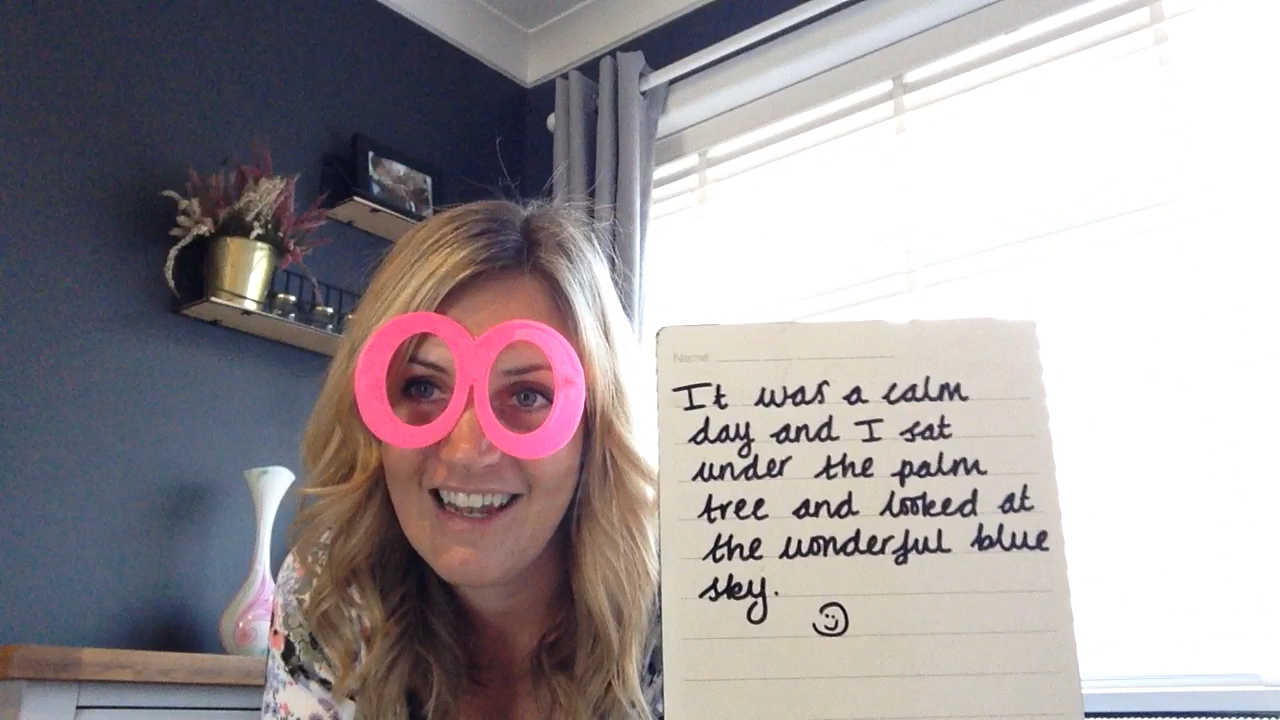 Name
It was a calm
day and I sat
under the palm
tree and looked at
the wonderful blue
sky.